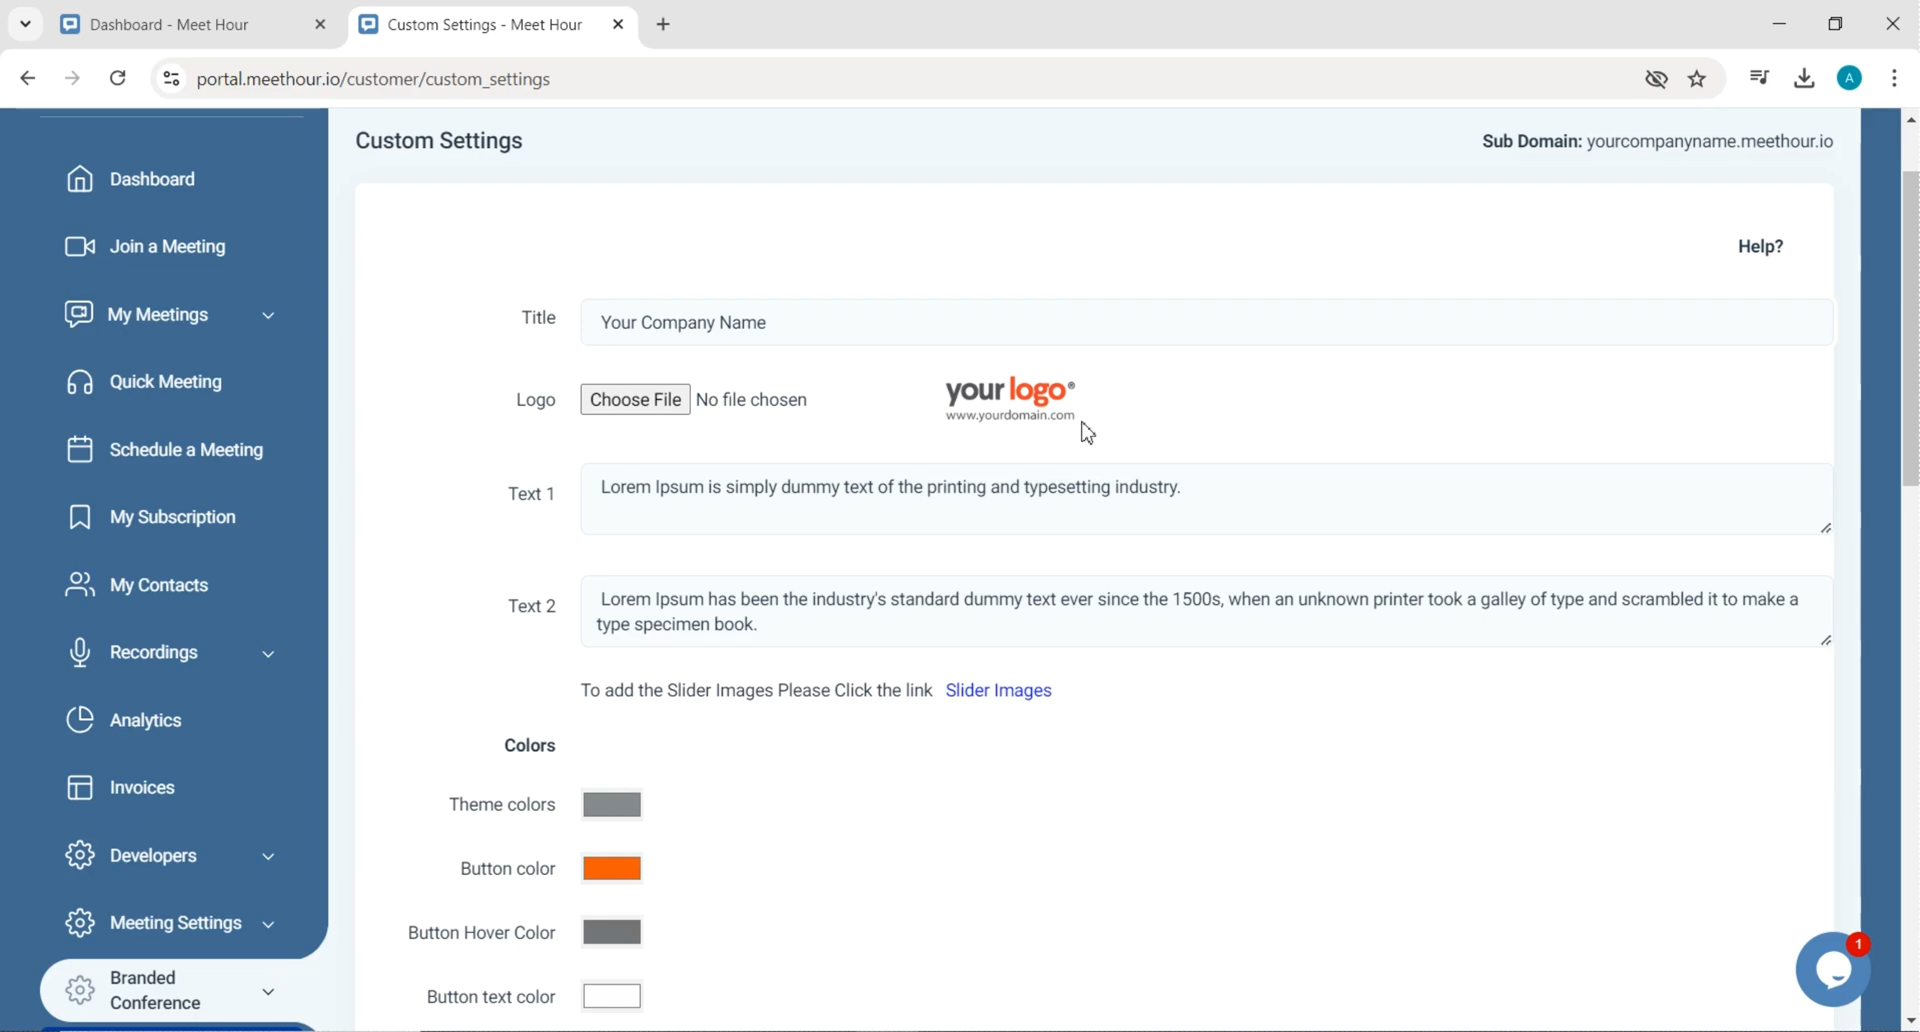 Dashboard - Meet Hour
Custom Settings - Meet Hour
portal.meethour.io/customer/custom_settings
A
Dashboard
Join a Meeting
My Meetings
Quick Meeting
Schedule a Meeting
My Subscription
My Contacts
Recordings
Analytics
Invoices
Developers
Meeting Settings
Branded
Conference
Custom Settings
Sub Domain: yourcompanyname.meethour.io
Help?
Title
Your Company Name
Logo
Choose File No file chosen
your logo®
www.yourdomain.com
Text 1
Lorem Ipsum is simply dummy text of the printing and typesetting industry.
Text 2
Lorem Ipsum has been the industry's standard dummy text ever since the 1500s, when an unknown printer took a galley of type and scrambled it to make a
type specimen book.
To add the Slider Images Please Click the link Slider Images
Colors
Theme colors
Button color
Button Hover Color
Button text color
1